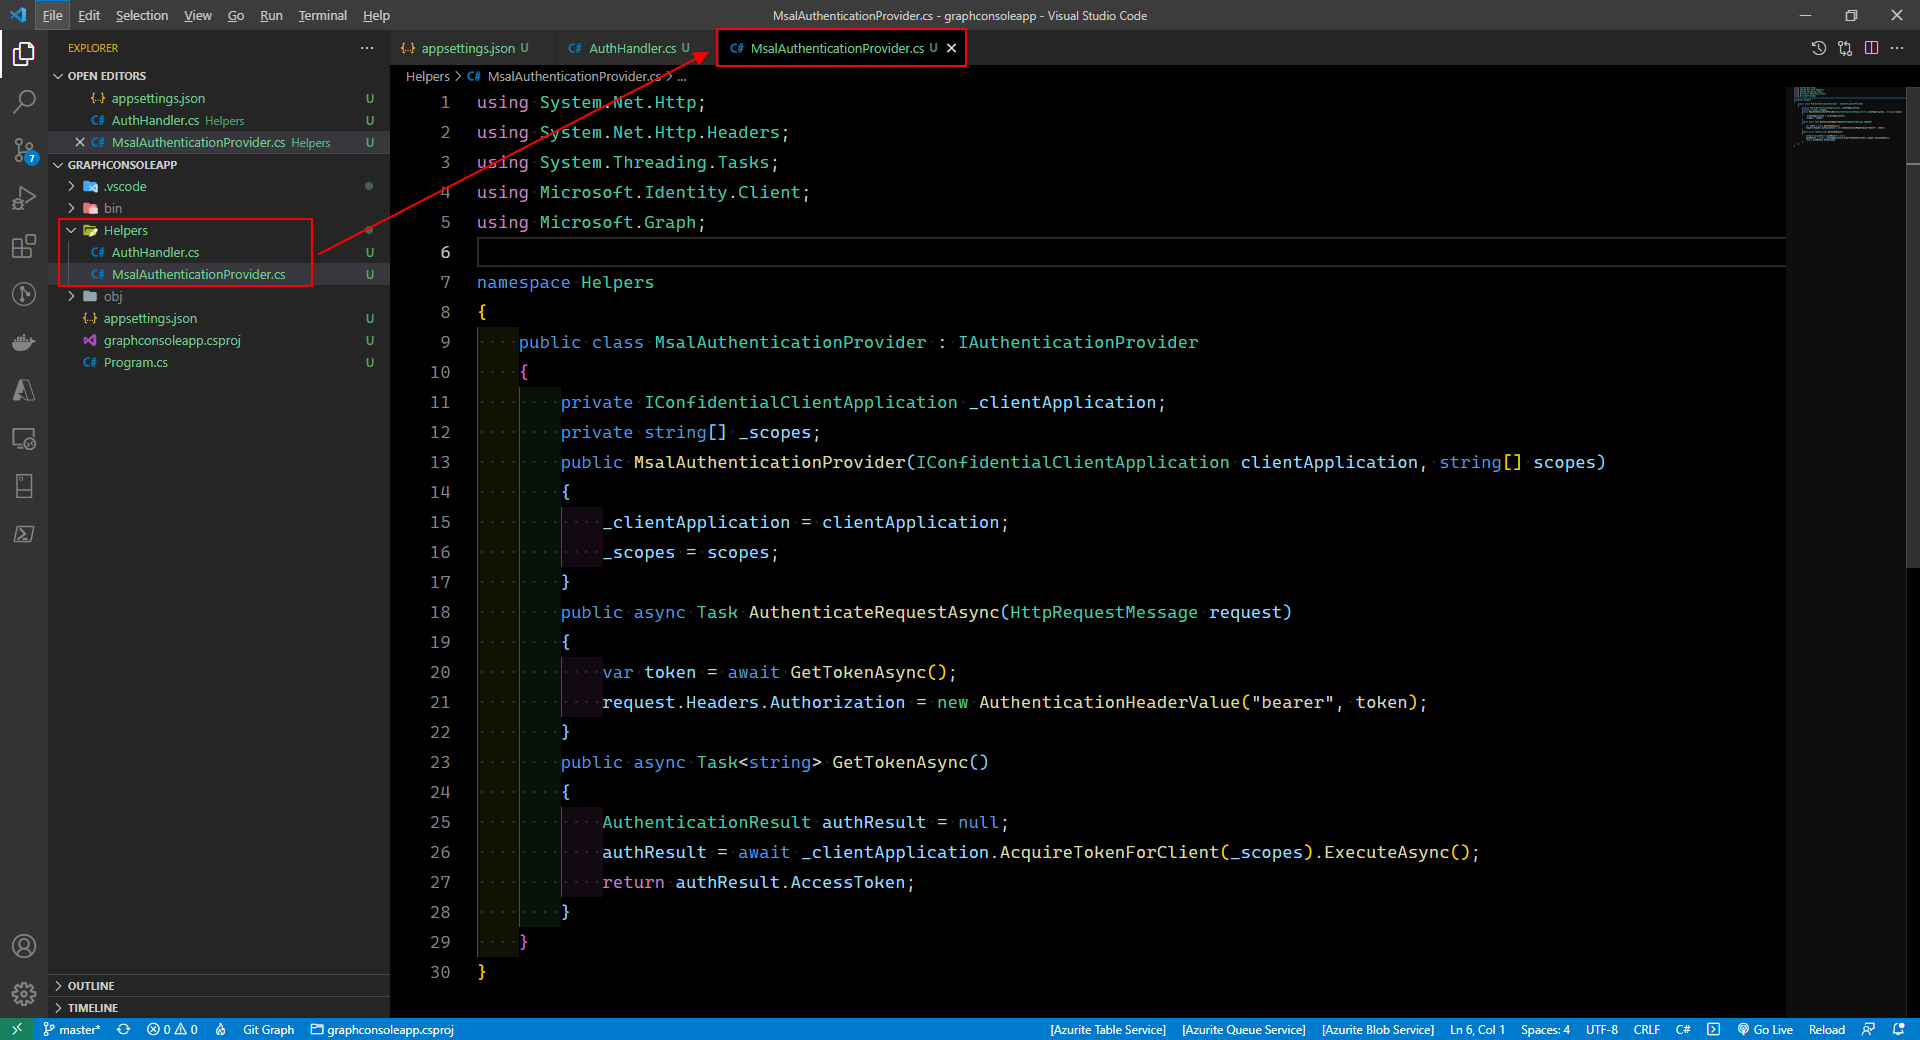 File Edit Selection View Go Run Terminal Help MsalAuthenticationProvider.cs - graphconsoleapp - Visual Studio Code
EXPLORER
OPEN EDITORS
appsettings.json U
AuthHandler.cs Helpers U
MsalAuthenticationProvider.cs Helpers U
7
GRAPHCONSOLEAPP
.vscode
bin
Helpers
AuthHandler.cs U
MsalAuthenticationProvider.cs U
obj
appsettings.json U
graphconsoleapp.csproj U
Program.cs U
OUTLINE
TIMELINE
{..} appsettings.json U C# AuthHandler.cs U C# MsalAuthenticationProvider.cs U
Helpers > C# MsalAuthenticationProvider.cs > ...
1 using System.Net.Http;
2 using System.Net.Http.Headers;
3 using System.Threading.Tasks;
4 using Microsoft.Identity.Client;
5 using Microsoft.Graph;
6
7 namespace Helpers
8 {
9 public class MsalAuthenticationProvider : IAuthenticationProvider
10 {
11 private IConfidentialClientApplication _clientApplication;
12 private string[] _scopes;
13 public MsalAuthenticationProvider(IConfidentialClientApplication clientApplication, string[] scopes)
14 {
15 _clientApplication = clientApplication;
16 _scopes = scopes;
17 }
18 public async Task AuthenticateRequestAsync(HttpRequestMessage request)
19 {
20 var token = await GetTokenAsync();
21 request.Headers.Authorization = new AuthenticationHeaderValue("bearer", token);
22 }
23 public async Task<string> GetTokenAsync()
24 {
25 AuthenticationResult authResult = null;
26 authResult = await _clientApplication.AcquireTokenForClient(_scopes).ExecuteAsync();
27 return authResult.AccessToken;
28 }
29 }
30 }
master* 0 0 Git Graph graphconsoleapp.csproj [Azurite Table Service] [Azurite Queue Service] [Azurite Blob Service] Ln 6, Col 1 Spaces: 4 UTF-8 CRLF C# Go Live Reload